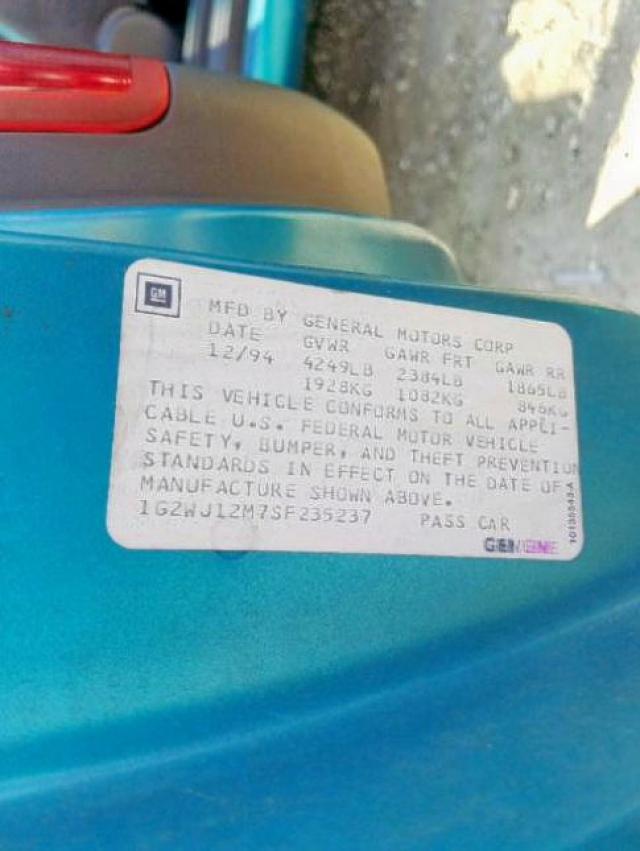 GM
MFD BY GENERAL MOTORS CORP
DATE GVWR GAWR FRT GAWR RR
12/94 4249LB 2384LB 1865LB
1928KG 1082KG 846KG
THIS VEHICLE CONFORMS TO ALL APPLI-
CABLE U.S. FEDERAL MOTOR VEHICLE
SAFETY, BUMPER, AND THEFT PREVENTION
STANDARDS IN EFFECT ON THE DATE OF
MANUFACTURE SHOWN ABOVE.
1G2WJ12M7SF235237 PASS CAR